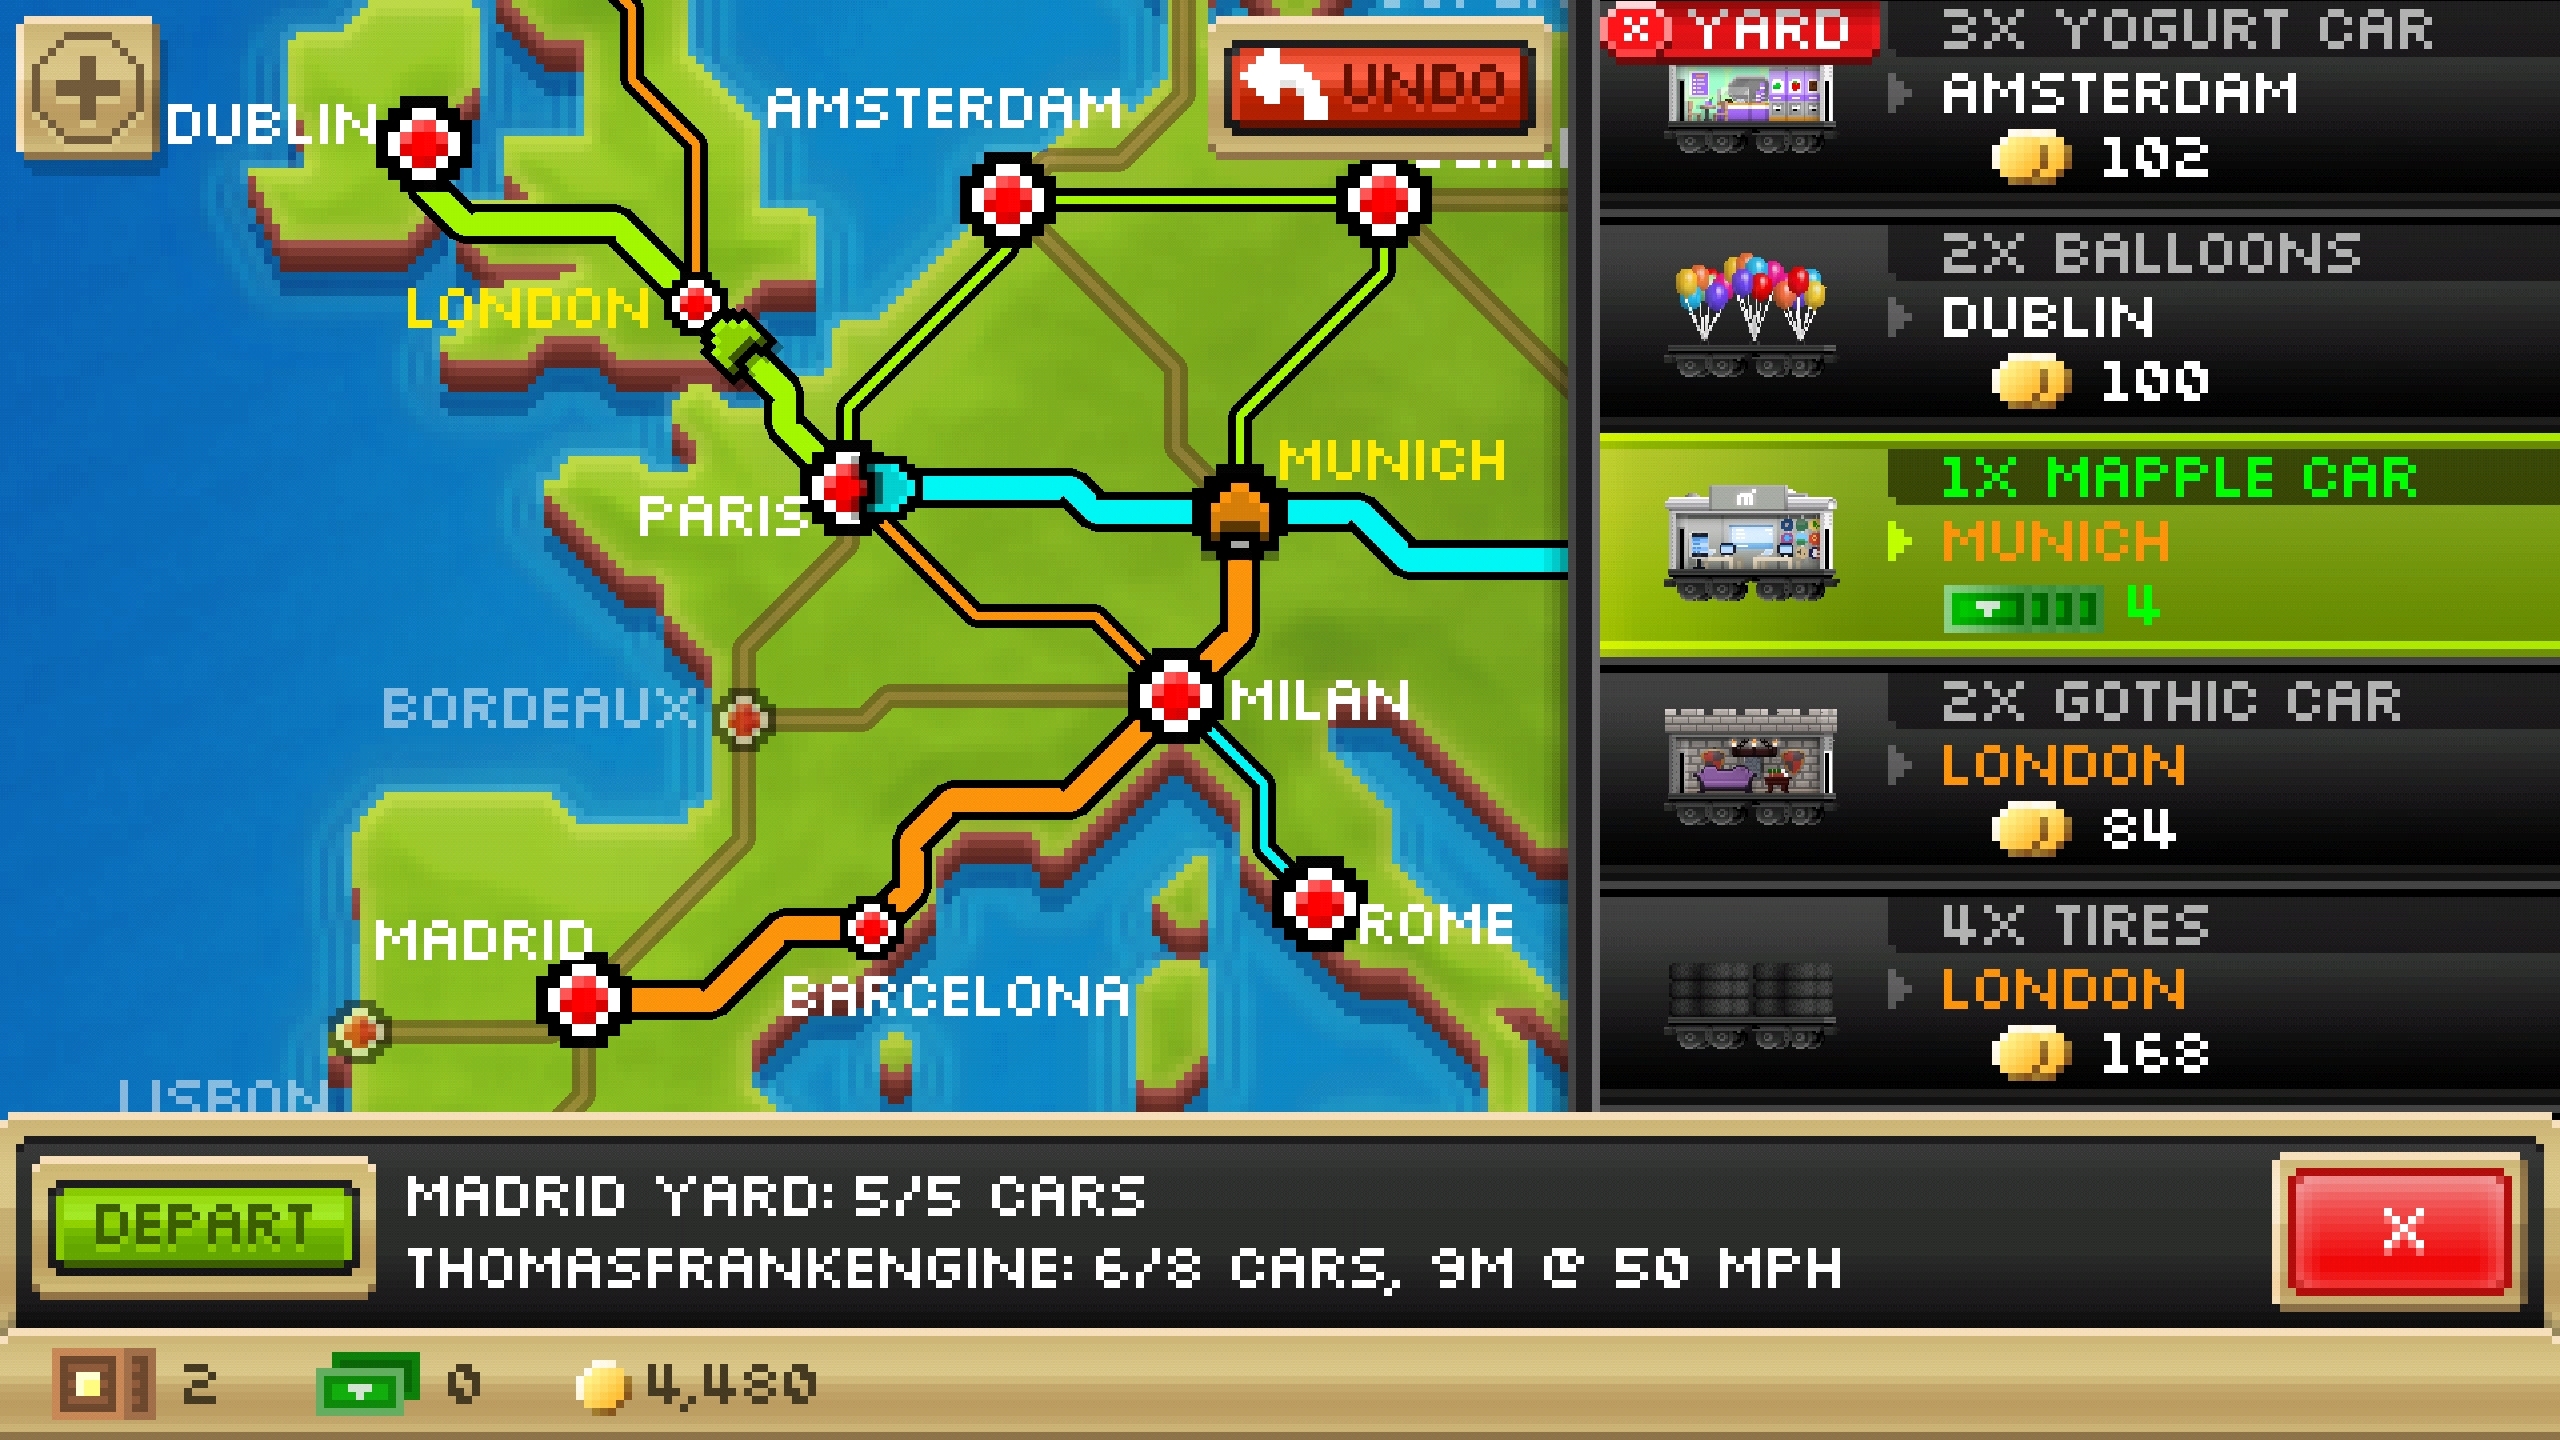 YARD
3X YOGURT CAR
AMSTERDAM
102
UNDO
DUBLIN
AMSTERDAM
2X BALLOONS
DUBLIN
100
LONDON
MUNICH
PARIS
1X MAPPLE CAR
MUNICH
4
BORDEAUX
MILAN
2X GOTHIC CAR
LONDON
84
MADRID
ROME
BARCELONA
4X TIRES
LONDON
168
LISBON
DEPART
MADRID YARD: 5/5 CARS
THOMASFRANKENGINE: 6/8 CARS, 9M @ 50 MPH
X
2
0
4,480